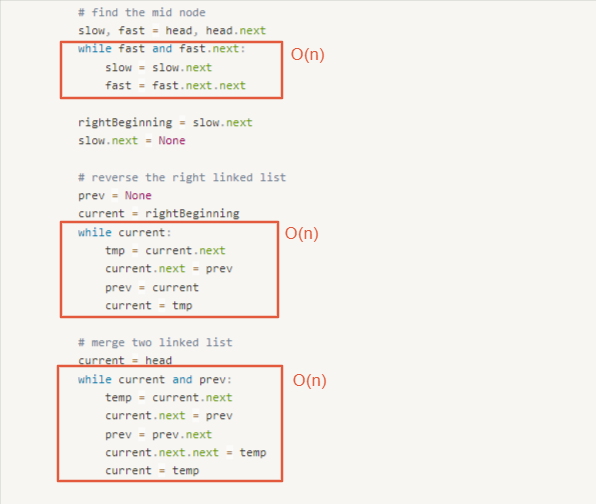 # find the mid node
slow, fast = head, head.next
while fast and fast.next:
O(n)
slow = slow.next
fast = fast.next.next
rightBeginning = slow.next
slow.next = None
# reverse the right linked list
prev = None
current = rightBeginning
while current:
O(n)
tmp = current.next
current.next = prev
prev = current
current = tmp
# merge two linked list
current = head
while current and prev:
O(n)
temp = current.next
current.next = prev
prev = prev.next
current.next.next = temp
current = temp